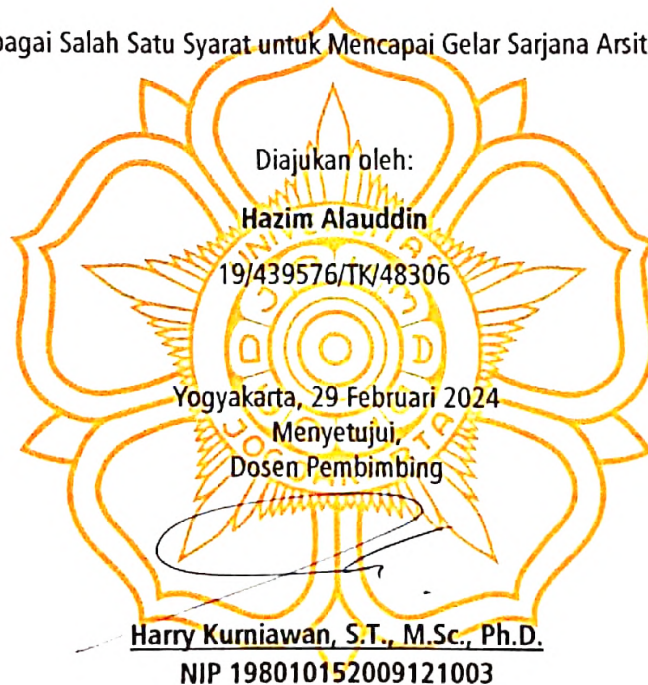 bagai Salah Satu Syarat untuk Mencapai Gelar Sarjana Arsit
Diajukan oleh:
Hazim Alauddin
19/439576/TK/48306
Yogyakarta, 29 Februari 2024
Menyetujui,
Dosen Pembimbing
Harry Kurniawan, S.T., M.Sc., Ph.D.
NIP 198010152009121003